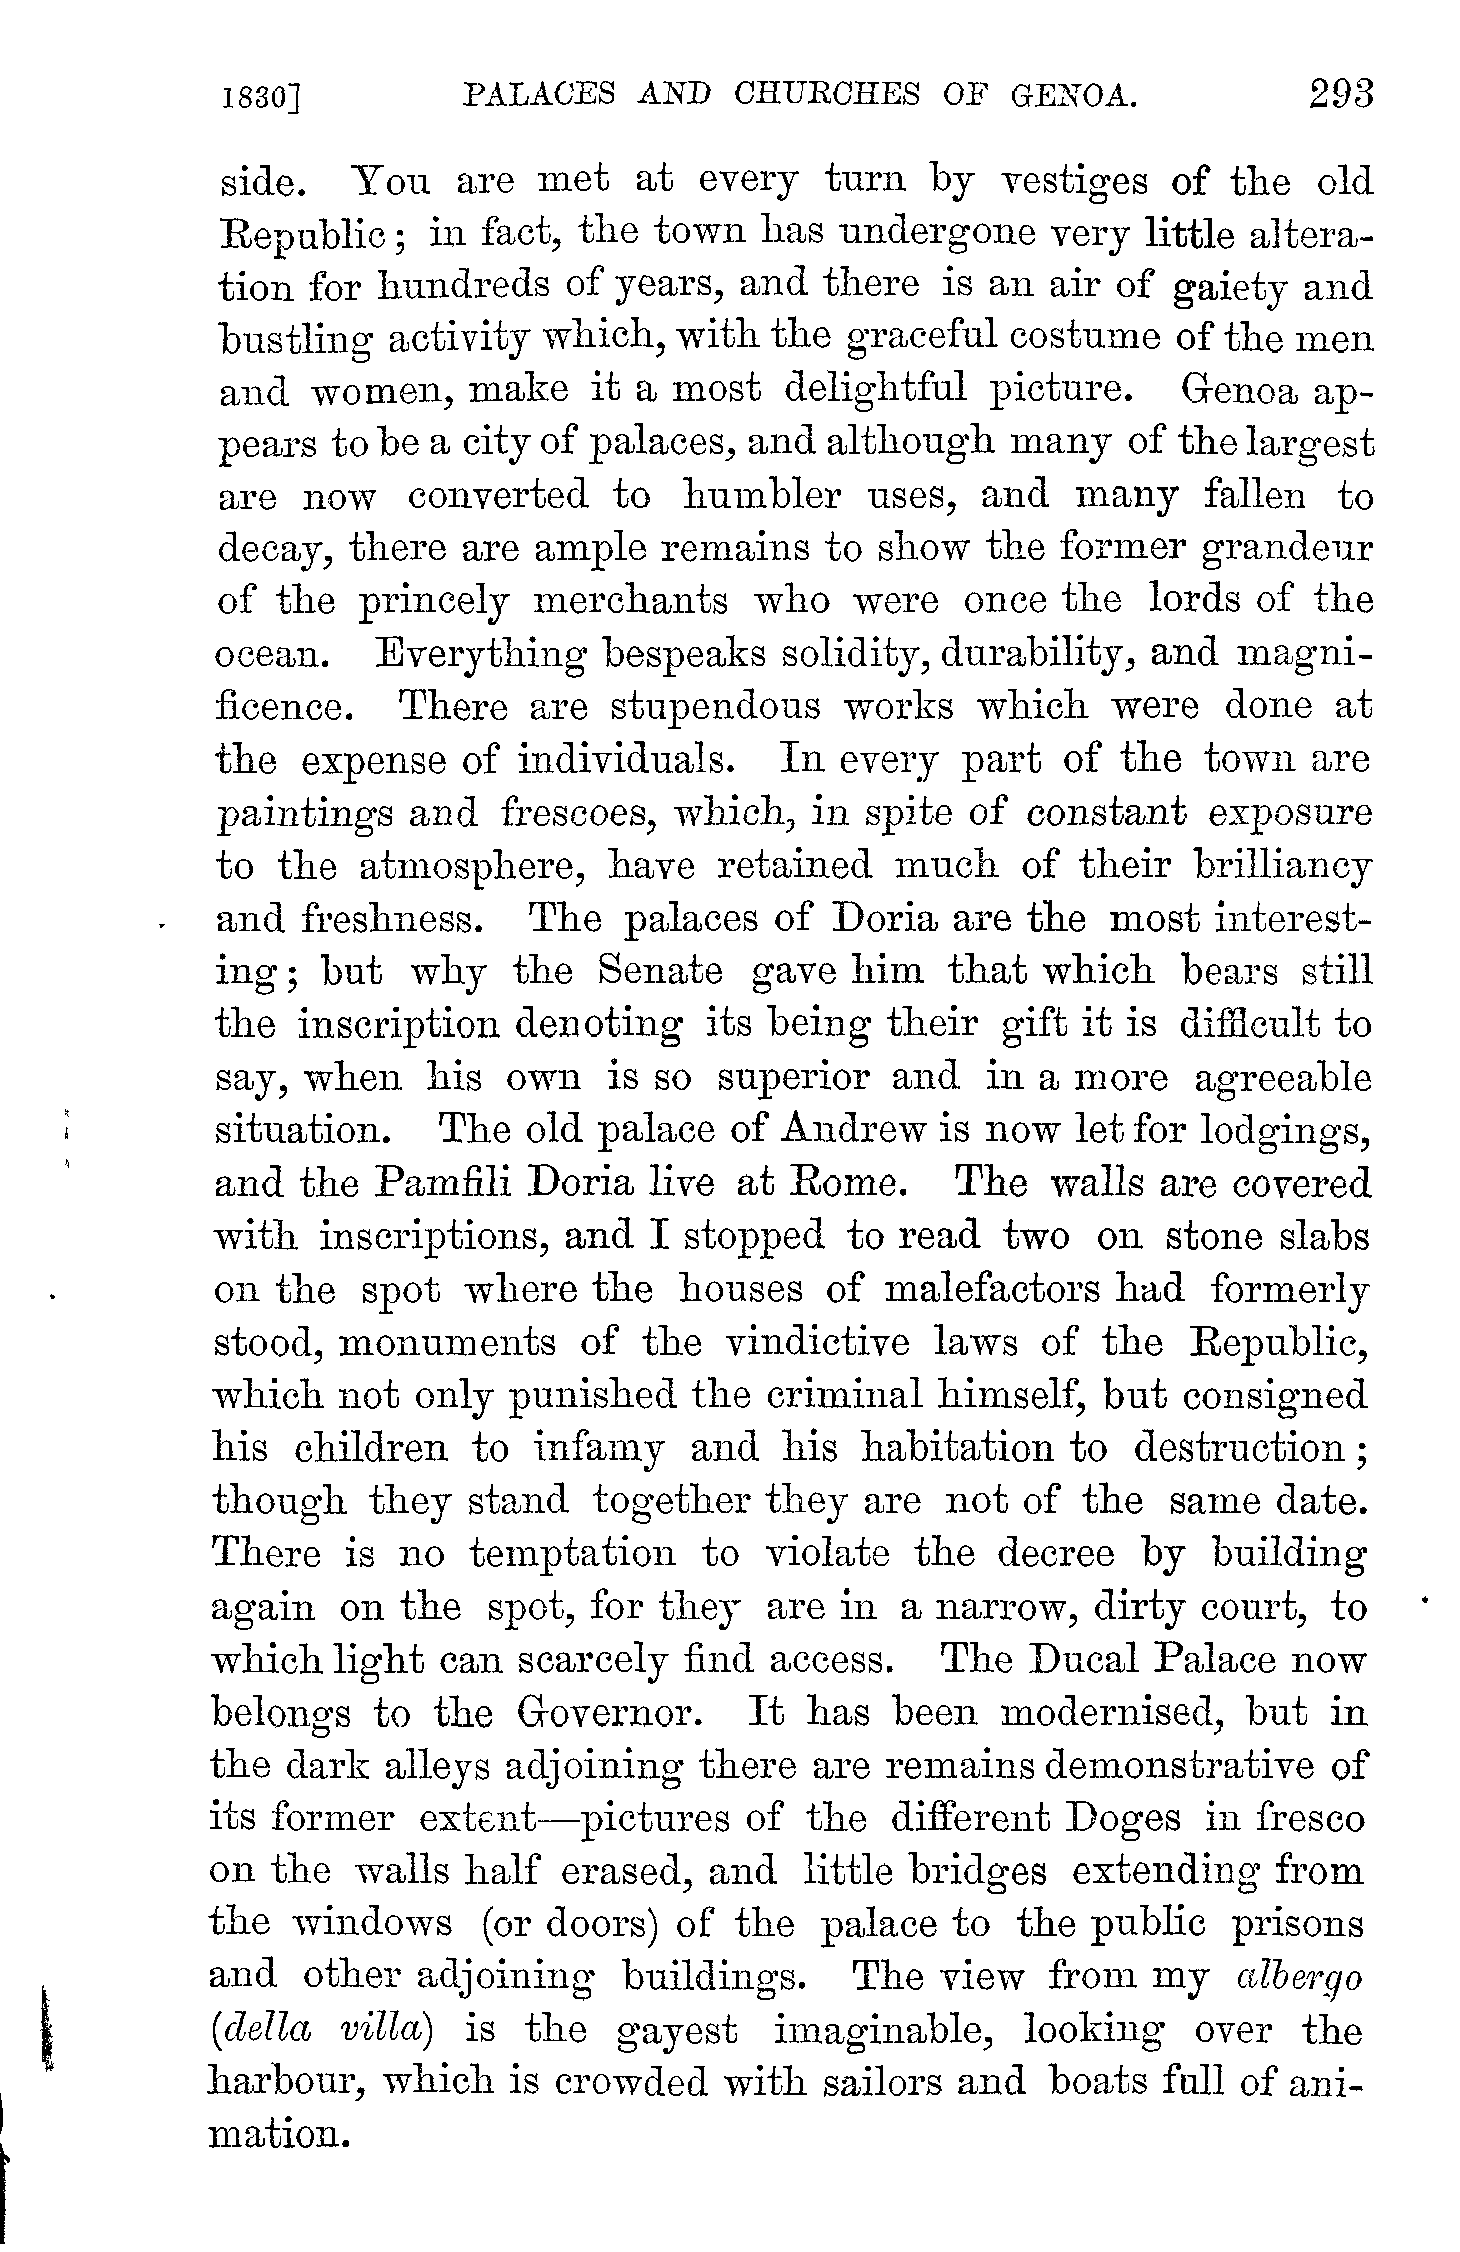 1830] PALACES AND CHURCHES OF GENOA. 293
side. You are met at every turn by vestiges of the old
Republic; in fact, the town has undergone very little altera-
tion for hundreds of years, and there is an air of gaiety and
bustling activity which, with the graceful costume of the men
and women, make it a most delightful picture. Genoa ap-
pears to be a city of palaces, and although many of the largest
are now converted to humbler uses, and many fallen to
decay, there are ample remains to show the former grandeur
of the princely merchants who were once the lords of the
ocean. Everything bespeaks solidity, durability, and magni-
ficence. There are stupendous works which were done at
the expense of individuals. In every part of the town are
paintings and frescoes, which, in spite of constant exposure
to the atmosphere, have retained much of their brilliancy
and freshness. The palaces of Doria are the most interest-
ing; but why the Senate gave him that which bears still
the inscription denoting its being their gift it is difficult to
say, when his own is so superior and in a more agreeable
situation. The old palace of Andrew is now let for lodgings,
and the Pamfili Doria live at Rome. The walls are covered
with inscriptions, and I stopped to read two on stone slabs
on the spot where the houses of malefactors had formerly
stood, monuments of the vindictive laws of the Republic,
which not only punished the criminal himself, but consigned
his children to infamy and his habitation to destruction;
though they stand together they are not of the same date.
There is no temptation to violate the decree by building
again on the spot, for they are in a narrow, dirty court, to
which light can scarcely find access. The Ducal Palace now
belongs to the Governor. It has been modernised, but in
the dark alleys adjoining there are remains demonstrative of
its former extent—pictures of the different Doges in fresco
on the walls half erased, and little bridges extending from
the windows (or doors) of the palace to the public prisons
and other adjoining buildings. The view from my albergo
(della villa) is the gayest imaginable, looking over the
harbour, which is crowded with sailors and boats full of ani-
mation.